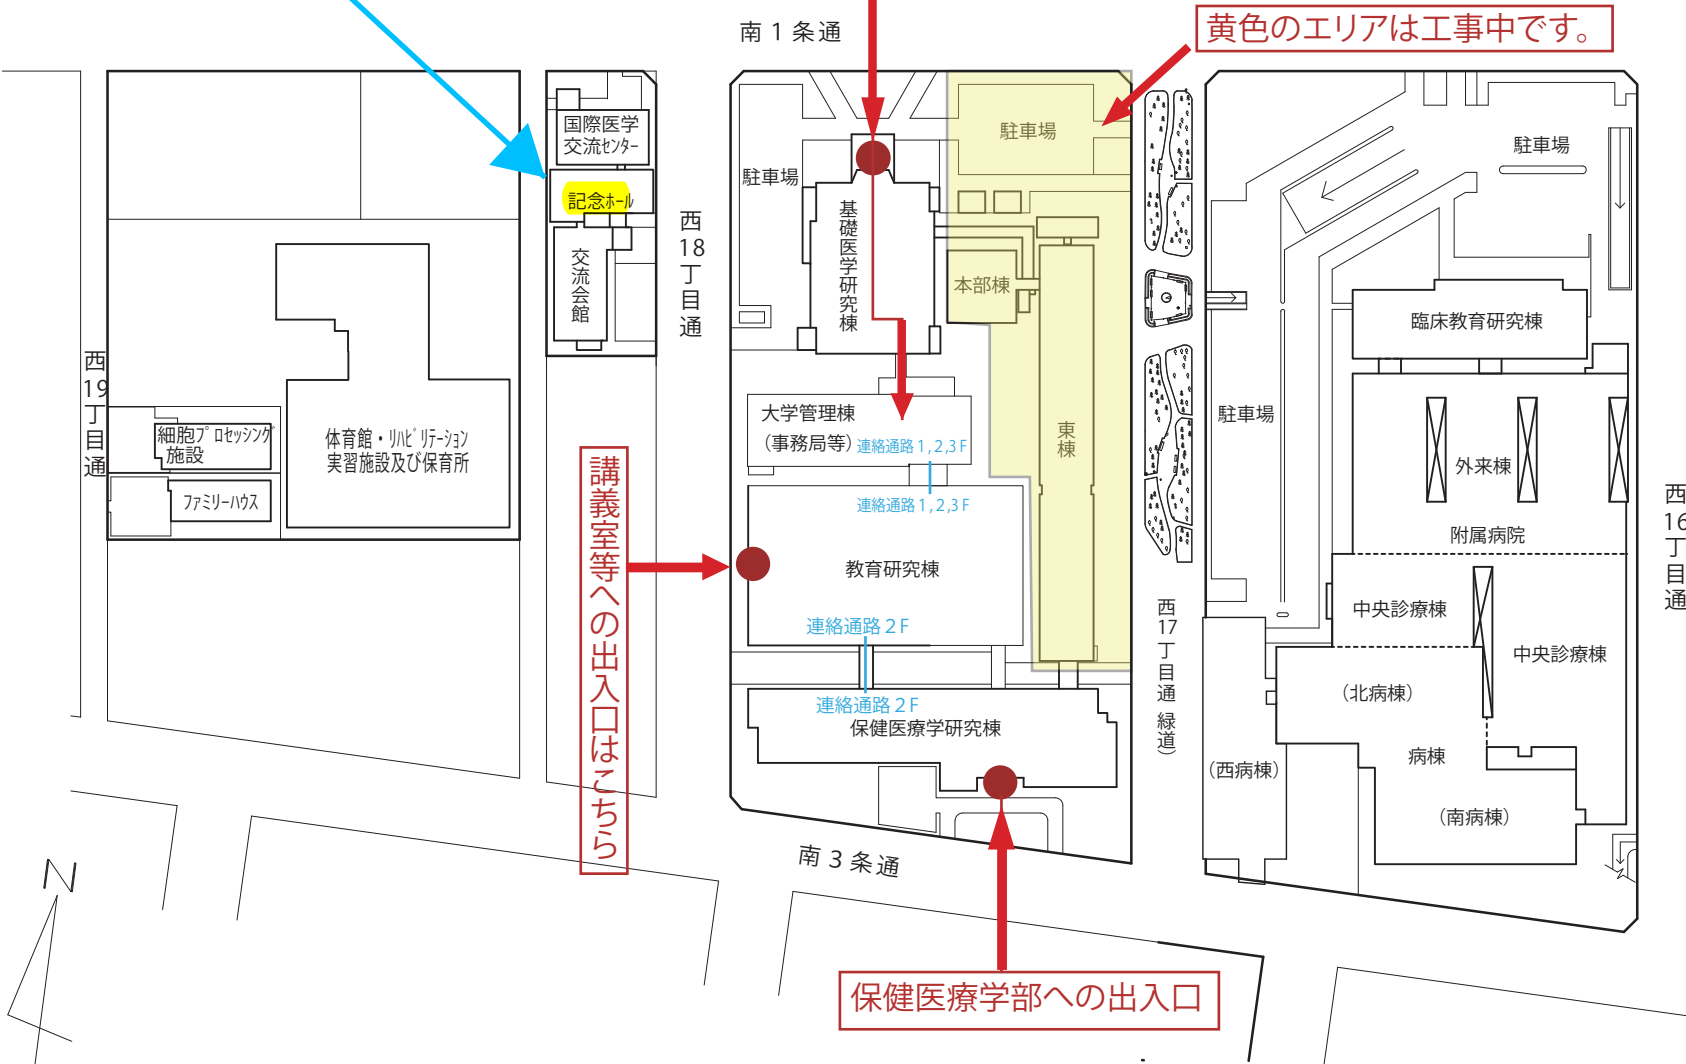 南1条通
黄色のエリアは工事中です。
国際医学
交流ｾﾝﾀｰ
記念ﾎｰﾙ
交流会館
西18丁目通
駐車場
基礎医学研究棟
駐車場
本部棟
東棟
駐車場
臨床教育研究棟
駐車場
外来棟
附属病院
中央診療棟
中央診療棟
(北病棟)
病棟
(西病棟)
(南病棟)
西16丁目通
西19丁目通
細胞ﾌﾟﾛｾｯｼﾝｸﾞ
施設
ﾌｧﾐﾘｰﾊｳｽ
体育館・ﾘﾊﾋﾞﾘﾃｰｼｮﾝ
実習施設及び保育所
大学管理棟
(事務局等)
連絡通路1,2,3F
連絡通路1,2,3F
講義室等への出入口はこちら
教育研究棟
連絡通路2F
連絡通路2F
保健医療学研究棟
西17丁目通(緑道)
南3条通
保健医療学部への出入口
N